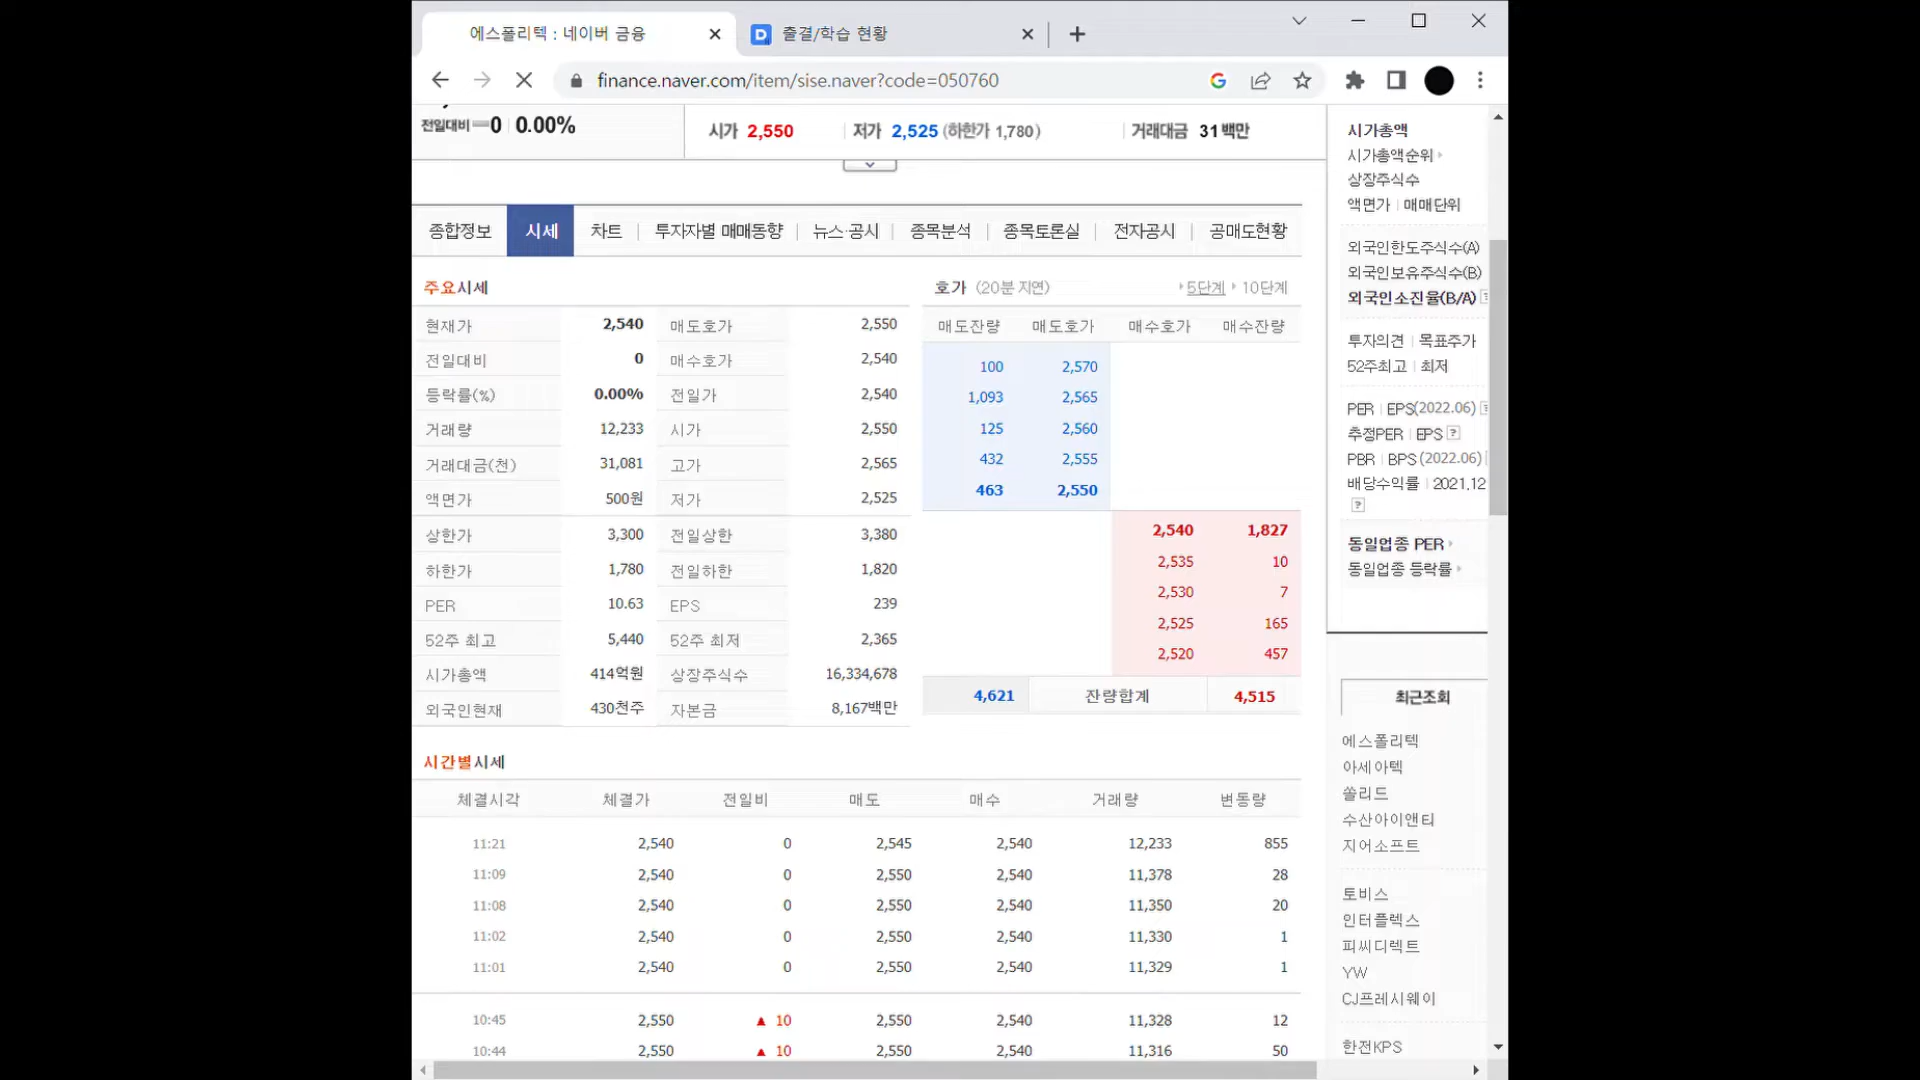 에스폴리텍 : 네이버 금융
출결/학습 현황
finance.naver.com/item/sise.naver?code=050760
전일대비 0 0.00%
시가 2,550 저가 2,525 (하한가 1,780) 거래대금 31 백만
종합정보 시세 차트 투자자별 매매동향 뉴스·공시 종목분석 종목토론실 전자공시 공매도현황
주요시세
현재가 2,540 매도호가 2,550
전일대비 0 매수호가 2,540
등락률(%) 0.00% 전일가 2,540
거래량 12,233 시가 2,550
거래대금(천) 31,081 고가 2,565
액면가 500원 저가 2,525
상한가 3,300 전일상한 3,380
하한가 1,780 전일하한 1,820
PER 10.63 EPS 239
52주 최고 5,440 52주 최저 2,365
시가총액 414억원 상장주식수 16,334,678
외국인현재 430천주 자본금 8,167백만
호가 (20분 지연) 5단계 10단계
매도잔량 매도호가 매수호가 매수잔량
100 2,570
1,093 2,565
125 2,560
432 2,555
463 2,550
2,540 1,827
2,535 10
2,530 7
2,525 165
2,520 457
4,621 잔량합계 4,515
시간별시세
체결시각 체결가 전일비 매도 매수 거래량 변동량
11:21 2,540 0 2,545 2,540 12,233 855
11:09 2,540 0 2,550 2,540 11,378 28
11:08 2,540 0 2,550 2,540 11,350 20
11:02 2,540 0 2,550 2,540 11,330 1
11:01 2,540 0 2,550 2,540 11,329 1
10:45 2,550 ▲ 10 2,550 2,540 11,328 12
10:44 2,550 ▲ 10 2,550 2,540 11,316 50
시가총액
시가총액순위
상장주식수
액면가 | 매매단위
외국인한도주식수(A)
외국인보유주식수(B)
외국인소진율(B/A) ?
투자의견 | 목표주가
52주최고 | 최저
PER | EPS(2022.06) ?
추정PER | EPS ?
PBR | BPS (2022.06)
배당수익률 | 2021.12
?
동일업종 PER
동일업종 등락률
최근조회
에스폴리텍
아세아텍
쏠리드
수산아이앤티
지어소프트
토비스
인터플렉스
피씨디렉트
YW
CJ프레시웨이
한전KPS